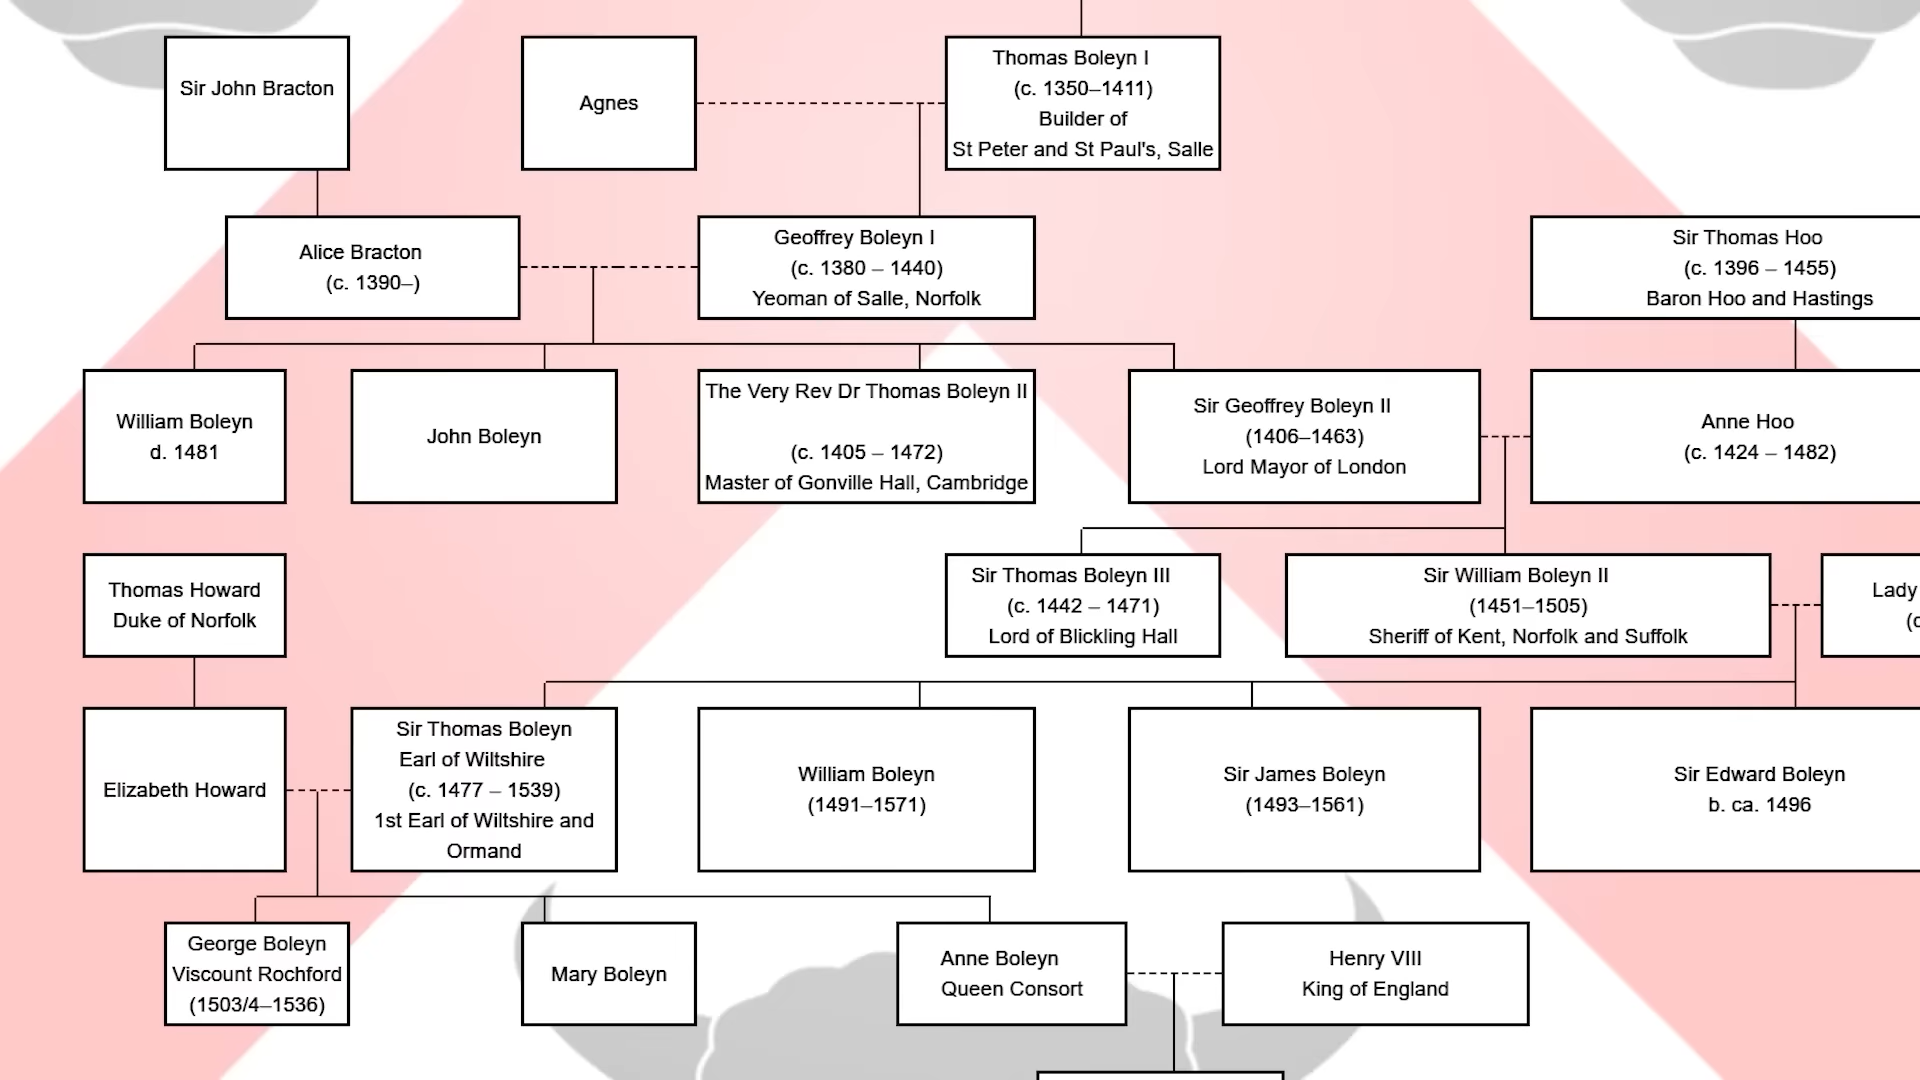 Sir John Bracton
Agnes
Thomas Boleyn I
(c. 1350–1411)
Builder of
St Peter and St Paul's, Salle
Alice Bracton
(c. 1390–)
Geoffrey Boleyn I
(c. 1380 – 1440)
Yeoman of Salle, Norfolk
Sir Thomas Hoo
(c. 1396 – 1455)
Baron Hoo and Hastings
William Boleyn
d. 1481
John Boleyn
The Very Rev Dr Thomas Boleyn II
(c. 1405 – 1472)
Master of Gonville Hall, Cambridge
Sir Geoffrey Boleyn II
(1406–1463)
Lord Mayor of London
Anne Hoo
(c. 1424 – 1482)
Thomas Howard
Duke of Norfolk
Sir Thomas Boleyn III
(c. 1442 – 1471)
Lord of Blickling Hall
Sir William Boleyn II
(1451–1505)
Sheriff of Kent, Norfolk and Suffolk
Lady
Elizabeth Howard
Sir Thomas Boleyn
Earl of Wiltshire
(c. 1477 – 1539)
1st Earl of Wiltshire and
Ormand
William Boleyn
(1491–1571)
Sir James Boleyn
(1493–1561)
Sir Edward Boleyn
b. ca. 1496
George Boleyn
Viscount Rochford
(1503/4–1536)
Mary Boleyn
Anne Boleyn
Queen Consort
Henry VIII
King of England